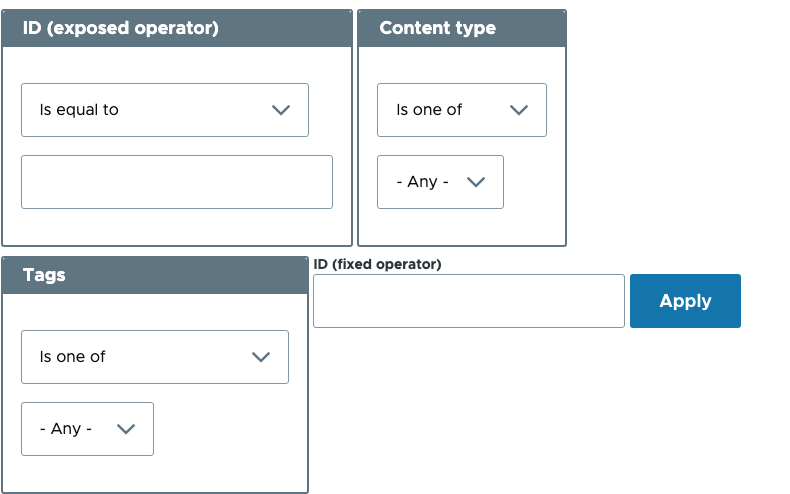 ID (exposed operator)
Is equal to
Content type
Is one of
- Any -
Tags
Is one of
- Any -
ID (fixed operator)
Apply